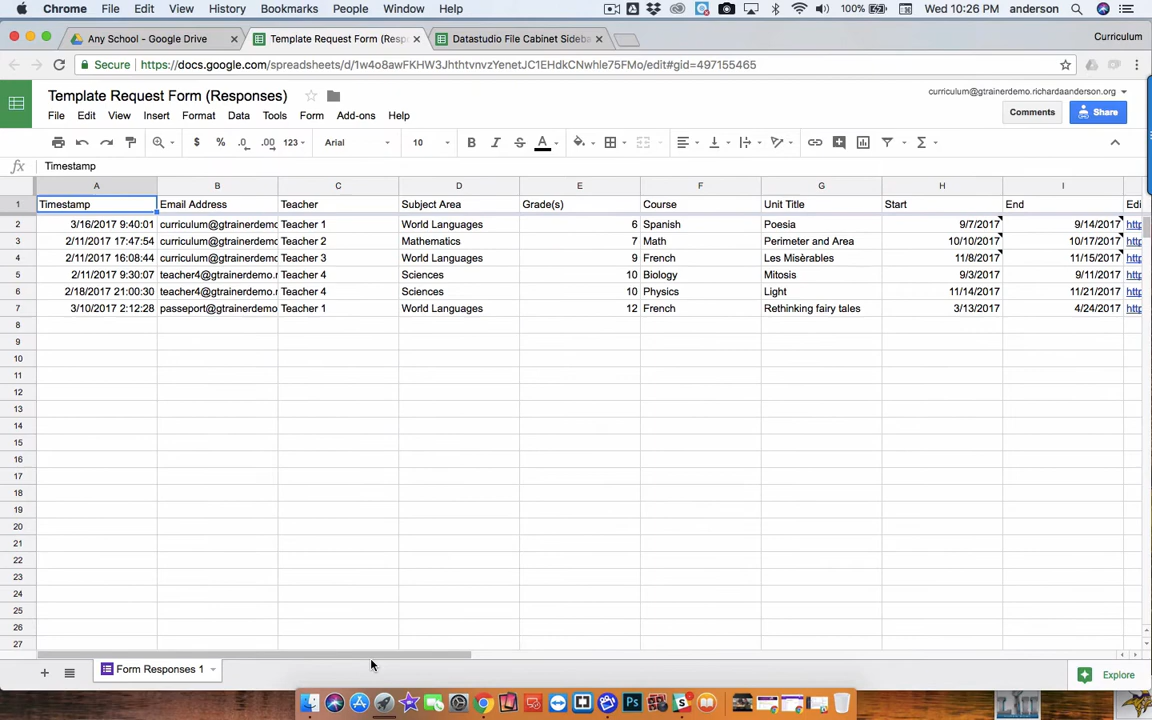 Chrome File Edit View History Bookmarks People Window Help 100% Wed 10:26 PM anderson
Any School - Google Drive Template Request Form (Resp Datastudio File Cabinet Sideba Curriculum
Secure https://docs.google.com/spreadsheets/d/1w4o8awFKHW3JhthtvnvzYenetJC1EHdkCNwhle75FMo/edit#gid=497155465
Template Request Form (Responses) curriculum@gtrainerdemo.richardaanderson.org
File Edit View Insert Format Data Tools Form Add-ons Help Comments Share
$ % .0 .00 123 Arial 10 B I S A
fx Timestamp
A B C D E F G H I
1 Timestamp Email Address Teacher Subject Area Grade(s) Course Unit Title Start End Edi
2 3/16/2017 9:40:01 curriculum@gtrainerdemo Teacher 1 World Languages 6 Spanish Poesia 9/7/2017 9/14/2017 http
3 2/11/2017 17:47:54 curriculum@gtrainerdemo Teacher 2 Mathematics 7 Math Perimeter and Area 10/10/2017 10/17/2017 http
4 2/11/2017 16:08:44 curriculum@gtrainerdemo Teacher 3 World Languages 9 French Les Misèrables 11/8/2017 11/15/2017 http
5 2/11/2017 9:30:07 teacher4@gtrainerdemo.r Teacher 4 Sciences 10 Biology Mitosis 9/3/2017 9/11/2017 http
6 2/18/2017 21:00:30 teacher4@gtrainerdemo.r Teacher 4 Sciences 10 Physics Light 11/14/2017 11/21/2017 http
7 3/10/2017 2:12:28 passeport@gtrainerdemo Teacher 1 World Languages 12 French Rethinking fairy tales 3/13/2017 4/24/2017 http
8
9
10
11
12
13
14
15
16
17
18
19
20
21
22
23
24
25
26
27
Form Responses 1 Explore
Ps